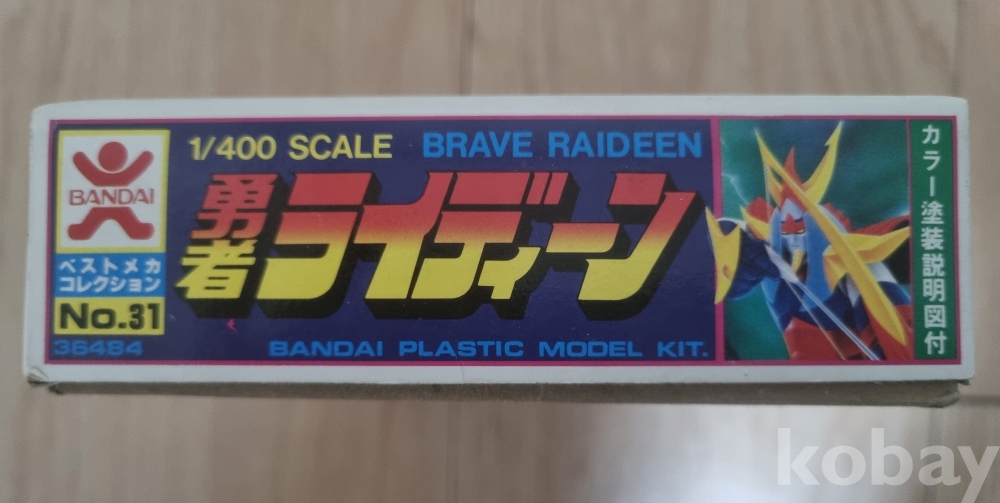 BANDAI
ベストメカ
コレクション
No.31
36484
1/400 SCALE BRAVE RAIDEEN
勇者ライディーン
BANDAI PLASTIC MODEL KIT.
カラー塗装説明図付
kobay